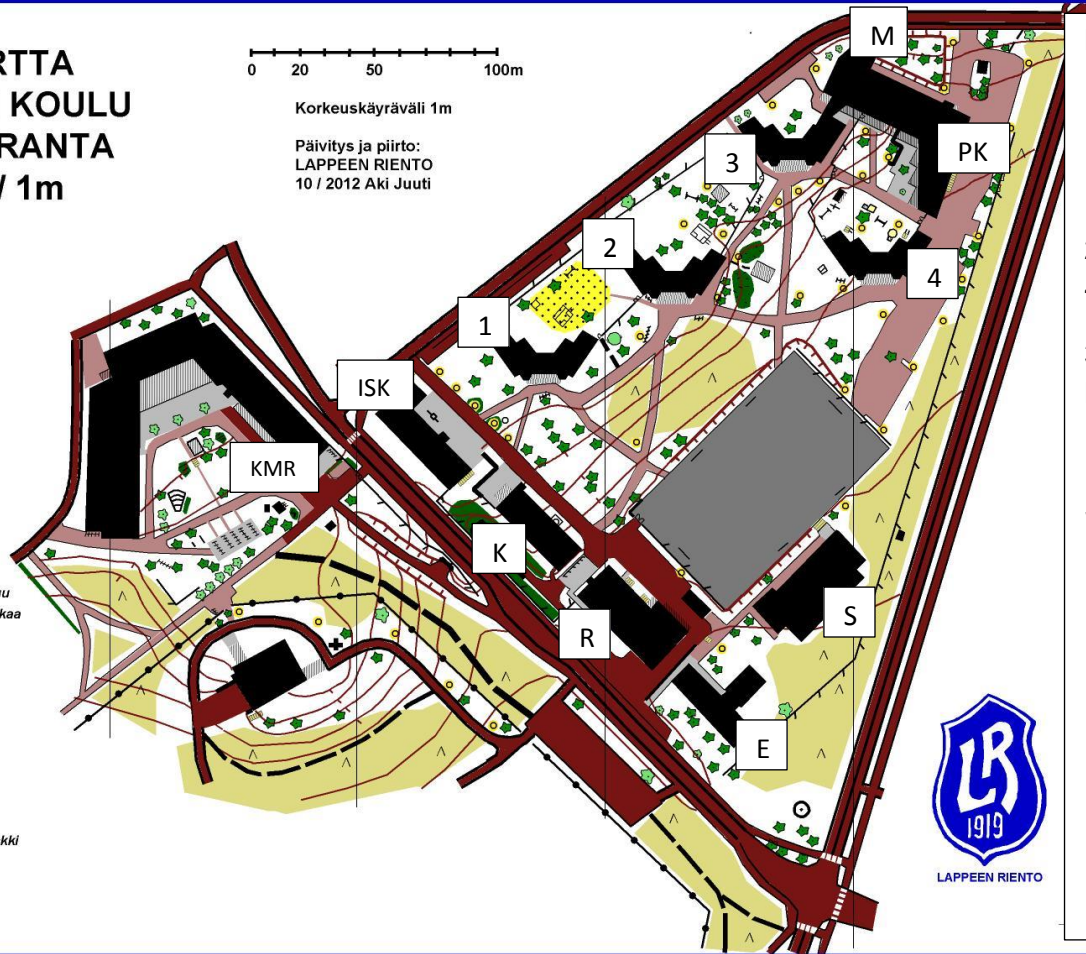 RTTA
KOULU
RANTA
/ 1m
0 20 50 100m
Korkeuskäyräväli 1m
Päivitys ja piirto:
LAPPEEN RIENTO
10 / 2012 Aki Juuti
M
3
PK
2
4
1
ISK
KMR
K
R
S
E
LR
1919
LAPPEEN RIENTO